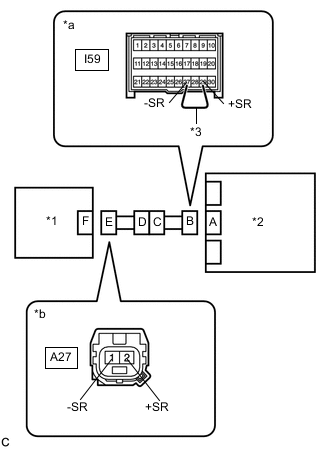 *a
I59
1 2 3 4 5 6 7 8 9 10
11 12 13 14 15 16 17 18 19 20
21 22 23 24 25 26 27 28 29 30
-SR
+SR
*3
*1
F
E
D
C
B
A
*2
*b
A27
1 2
-SR
+SR
C